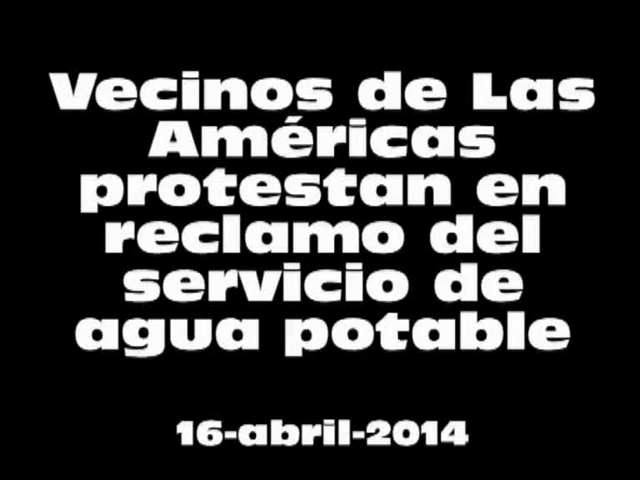 Vecinos de Las
Américas
protestan en
reclamo del
servicio de
agua potable
16-abril-2014